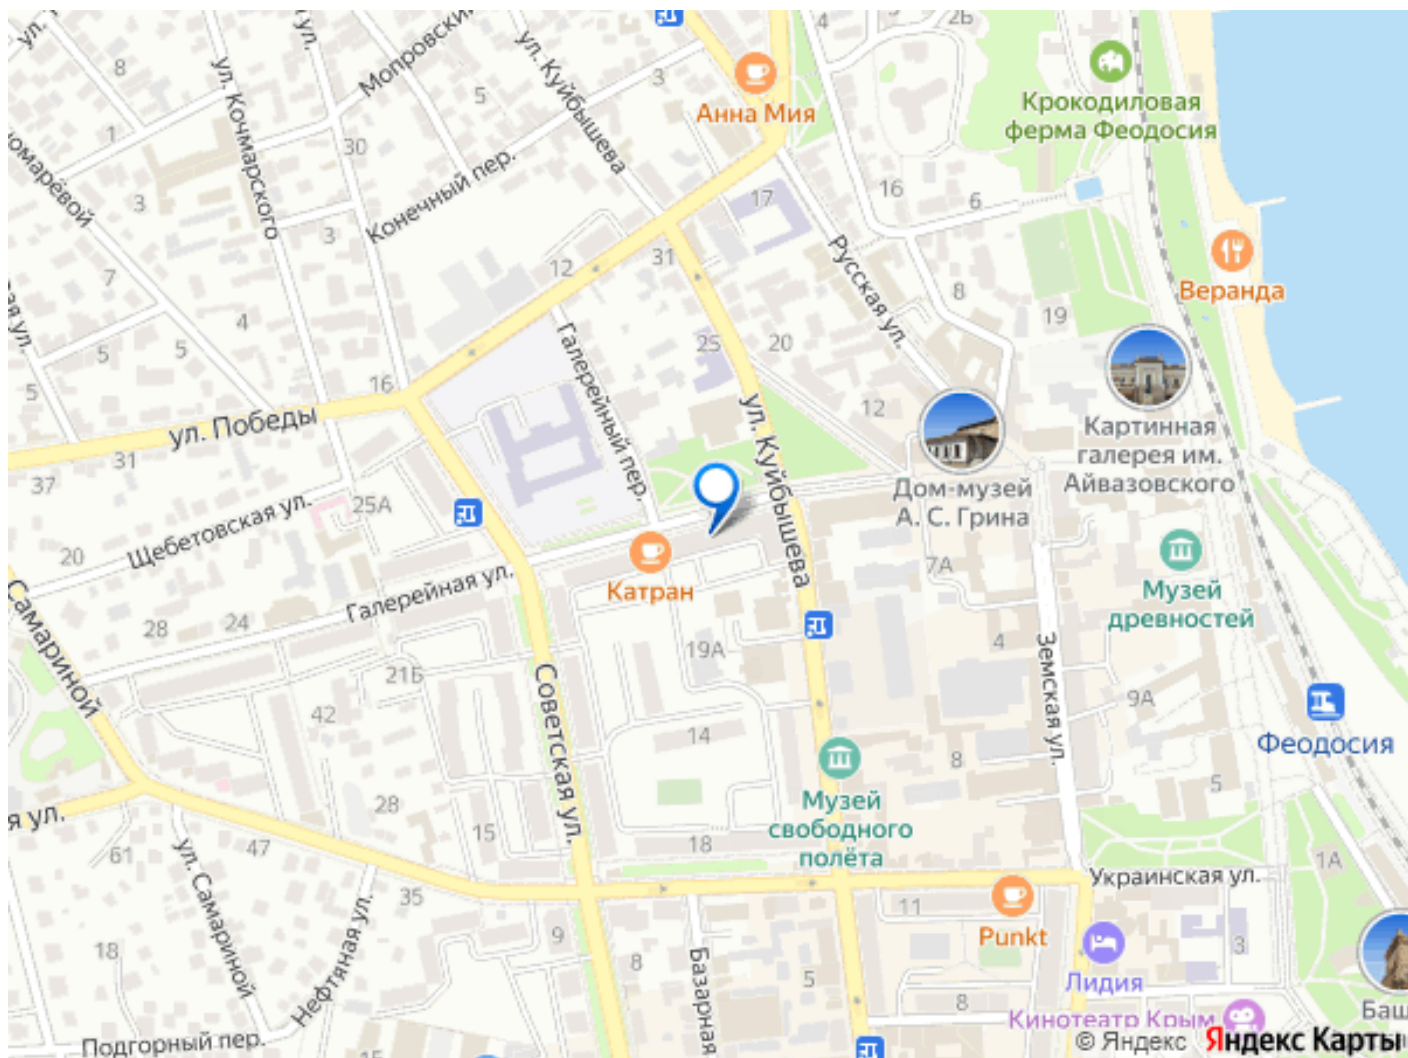 ул.
4
2Б
8
Мопровский
ул. Куйбышева
3
5
Анна Мия
Крокодиловая
ферма Феодосия
ул. Кочмарского
1
30
Конечный пер.
17
16
6
3
3
Русская ул.
7
12
31
8
Веранда
19
4
5
5
Галерейный пер.
25
20
5
16
ул. Победы
ул. Куйбышева
12
Картинная
галерея им.
Айвазовского
31
37
25А
Дом-музей
А. С. Грина
Щебетовская ул.
20
7А
Катран
Галерейная ул.
Музей
древностей
28
24
19А
4
Земская ул.
Самариной
21Б
42
Советская ул.
9А
14
Феодосия
8
5
28
Музей
свободного
полёта
я ул.
15
18
61
47
ул. Самариной
1А
Украинская ул.
35
11
Нефтяная ул.
Punkt
9
18
8
Базарная
5
3
Лидия
8
Кинотеатр Крым
Баш
Подгорный пер.
15
© Яндекс Яндекс Карты